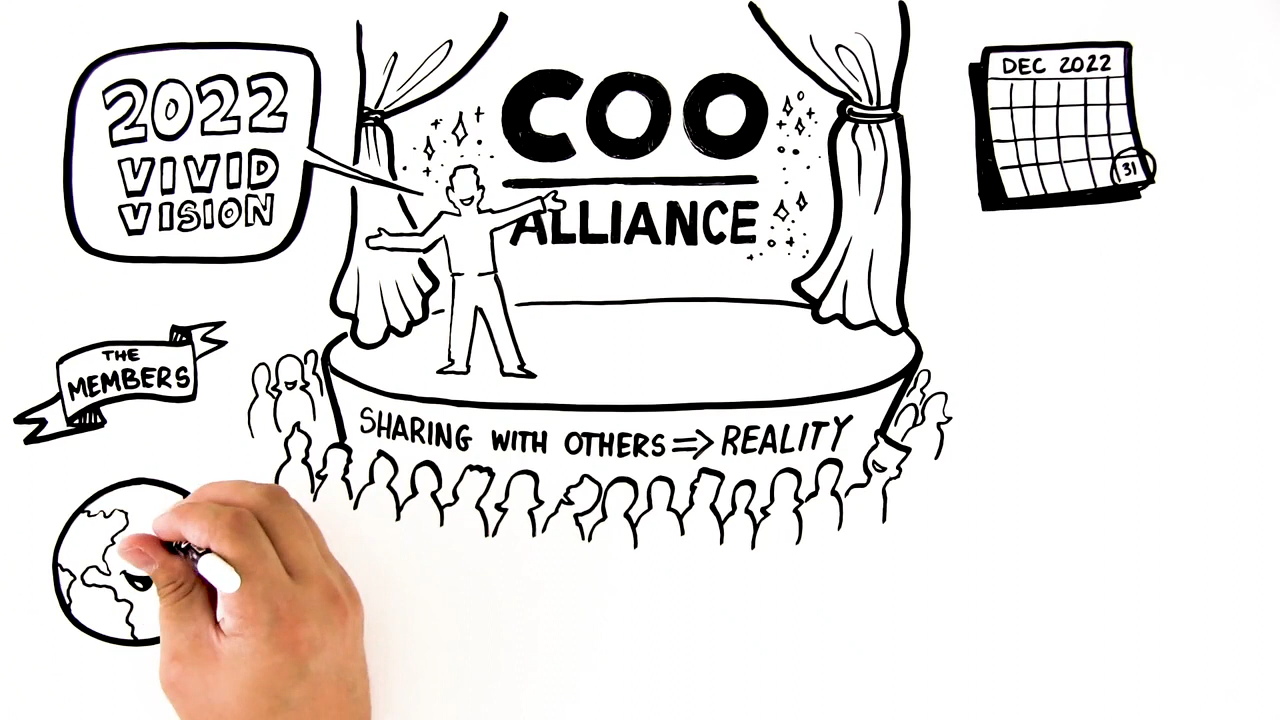 2022
VIVID
VISION
COO
ALLIANCE
DEC 2022
31
THE
MEMBERS
SHARING WITH OTHERS => REALITY